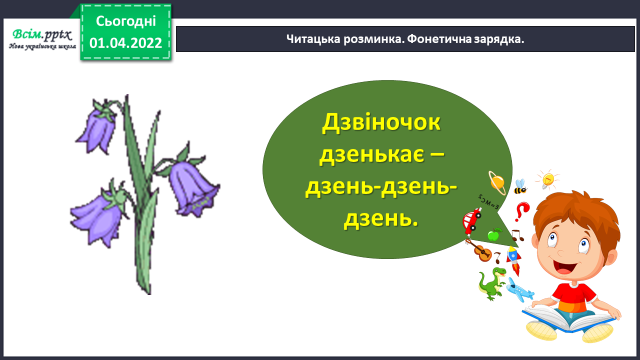 Всім.pptx
Нова українська школа
Сьогодні
01.04.2022
Читацька розминка. Фонетична зарядка.
Дзвіночок
дзенькає –
дзень-дзень-
дзень.